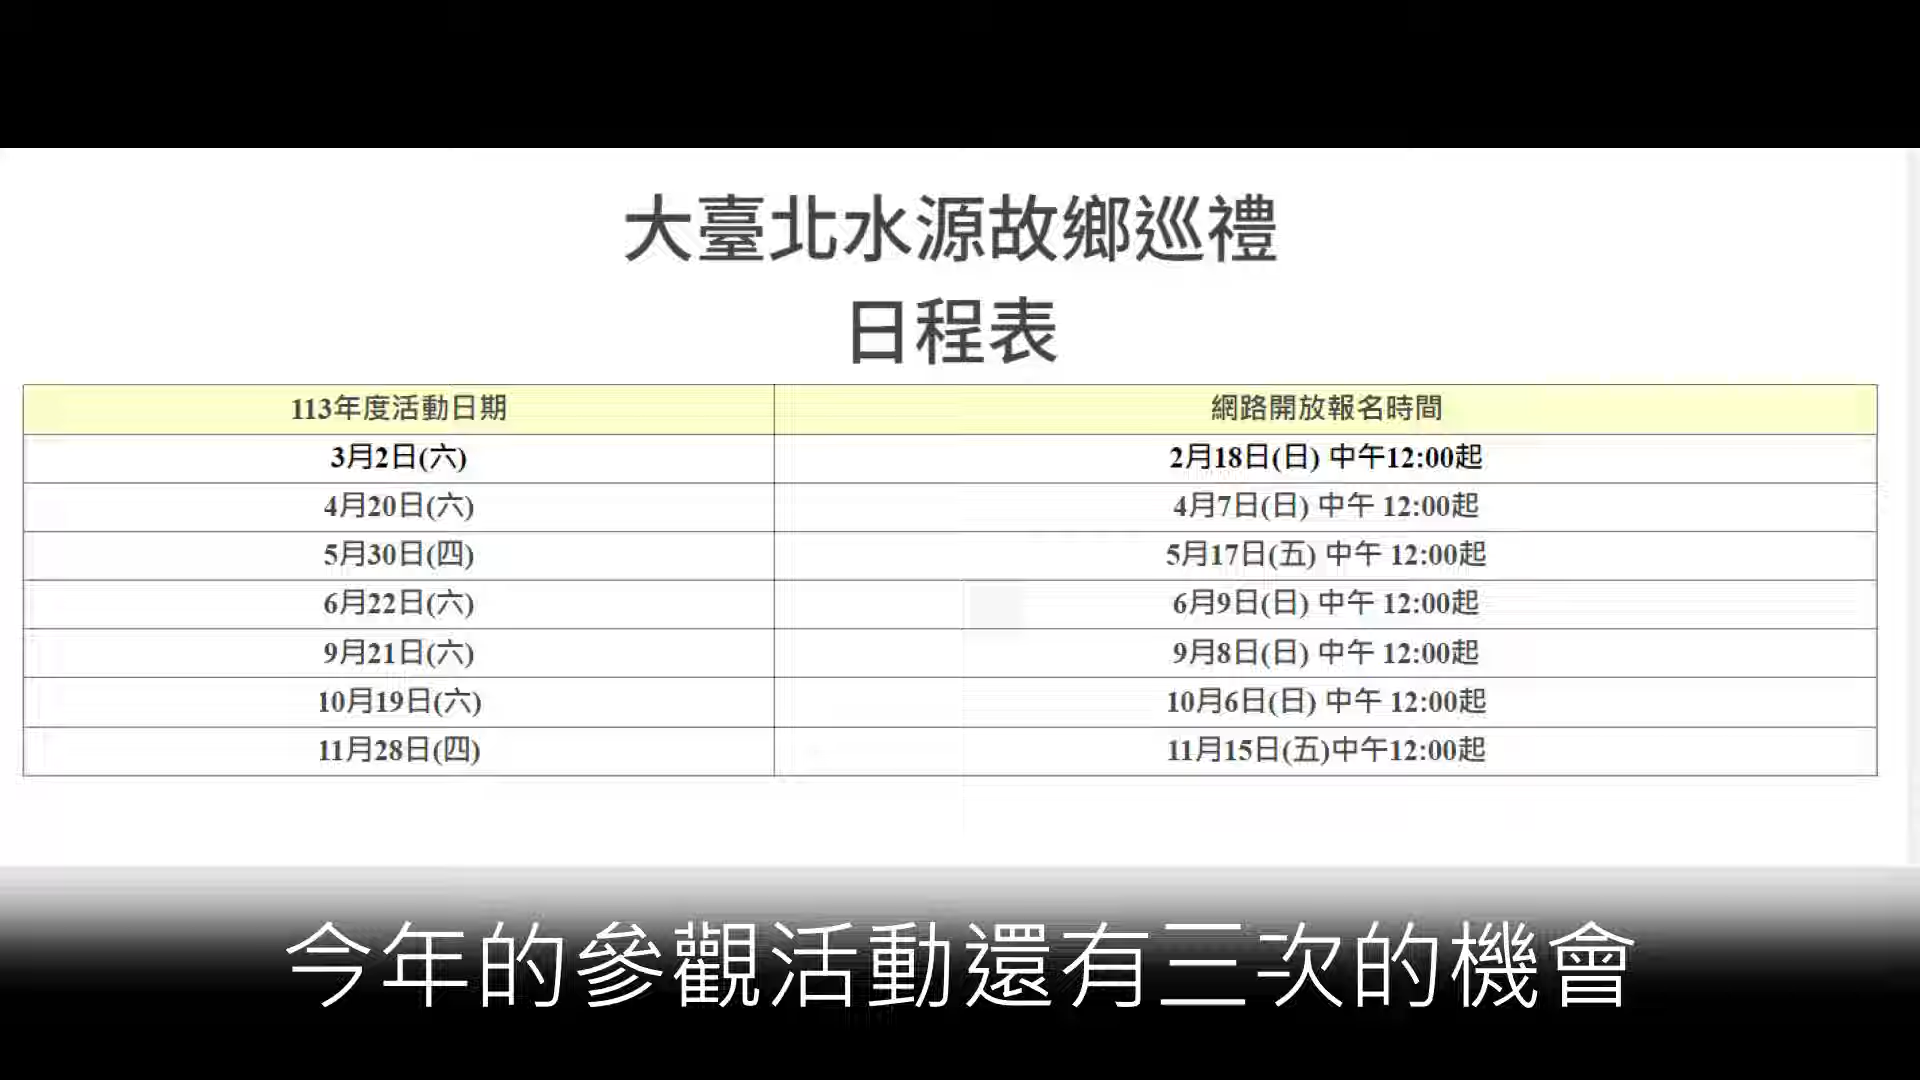 大臺北水源故鄉巡禮
日程表
113年度活動日期 網路開放報名時間
3月2日(六) 2月18日(日) 中午12:00起
4月20日(六) 4月7日(日) 中午 12:00起
5月30日(四) 5月17日(五) 中午 12:00起
6月22日(六) 6月9日(日) 中午 12:00起
9月21日(六) 9月8日(日) 中午 12:00起
10月19日(六) 10月6日(日) 中午 12:00起
11月28日(四) 11月15日(五)中午12:00起
今年的參觀活動還有三次的機會